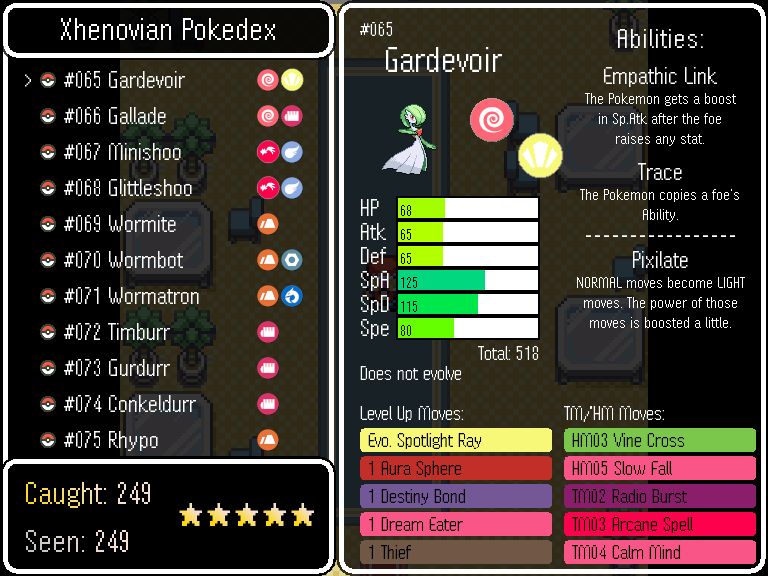 Xhenovian Pokedex
> #065 Gardevoir
#066 Gallade
#067 Minishoo
#068 Glittleshoo
#069 Wormite
#070 Wormbot
#071 Wormatron
#072 Timburr
#073 Gurdurr
#074 Conkeldurr
#075 Rhypo
Caught: 249
Seen: 249
#065
Gardevoir
HP 68
Atk 65
Def 65
SpA 125
SpD 115
Spe 80
Total: 518
Does not evolve
Level Up Moves:
Evo. Spotlight Ray
1 Aura Sphere
1 Destiny Bond
1 Dream Eater
1 Thief
Abilities:
Empathic Link
The Pokemon gets a boost
in Sp.Atk after the foe
raises any stat.
Trace
The Pokemon copies a foe's
Ability.
-----------------
Pixilate
NORMAL moves become LIGHT
moves. The power of those
moves is boosted a little.
TM/HM Moves:
HM03 Vine Cross
HM05 Slow Fall
TM02 Radio Burst
TM03 Arcane Spell
TM04 Calm Mind